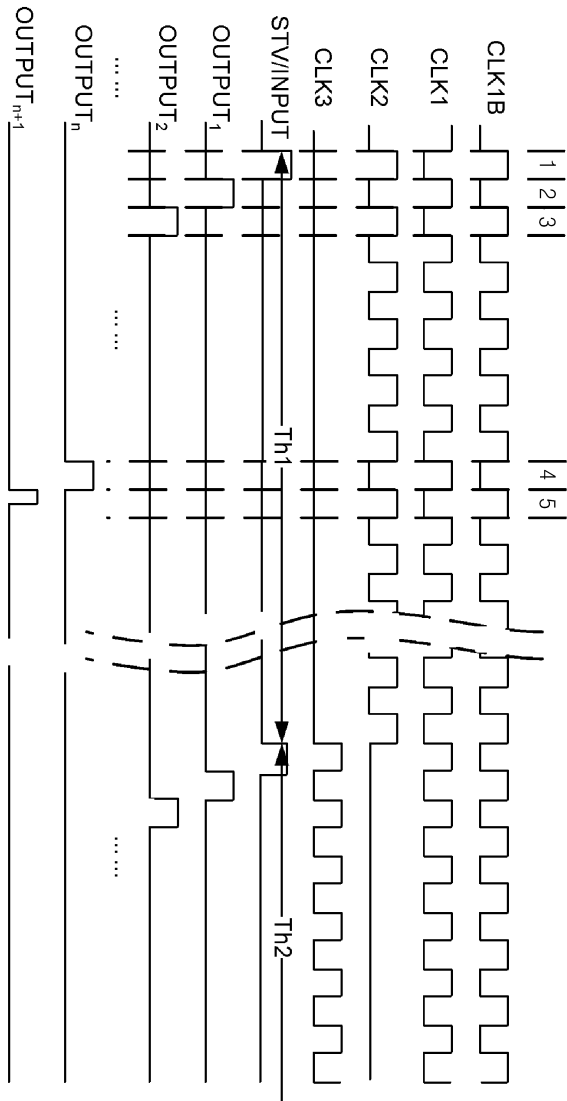 1 2 3 4 5
CLK1B
CLK1
CLK2
CLK3
STV/INPUT
Th1 Th2
OUTPUT1
OUTPUT2
...... ...... ......
OUTPUTn
OUTPUTn+1